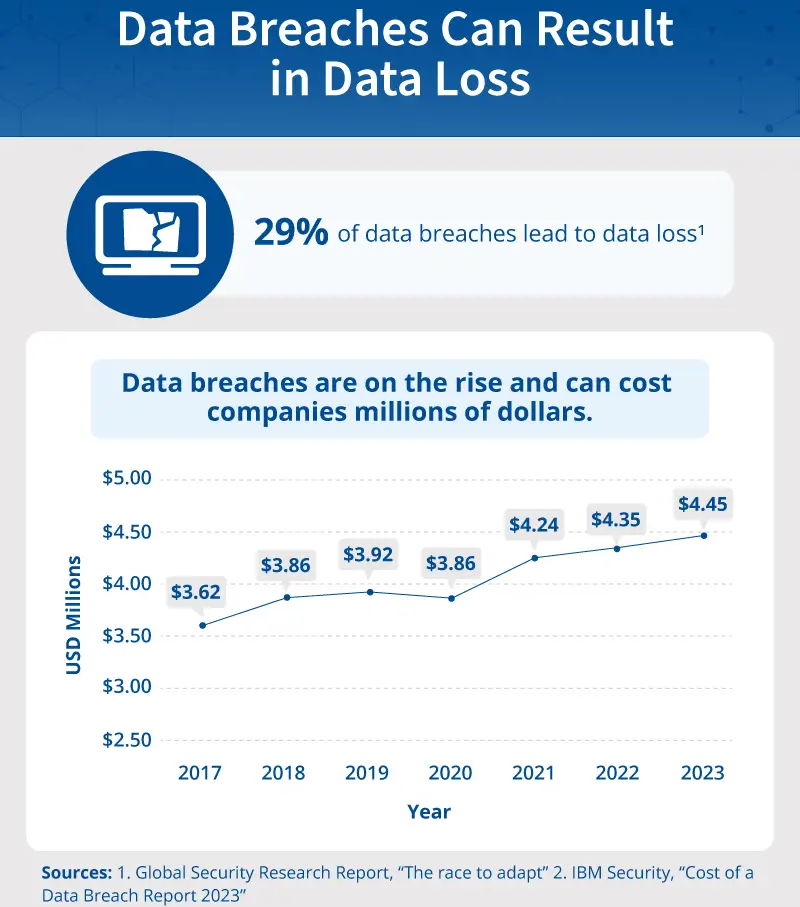 Data Breaches Can Result
in Data Loss
29% of data breaches lead to data loss¹
Data breaches are on the rise and can cost
companies millions of dollars.
$5.00
$4.50
$4.00
$3.50
$3.00
$2.50
USD Millions
$3.62
$3.86
$3.92
$3.86
$4.24
$4.35
$4.45
2017 2018 2019 2020 2021 2022 2023
Year
Sources: 1. Global Security Research Report, “The race to adapt” 2. IBM Security, “Cost of a
Data Breach Report 2023”